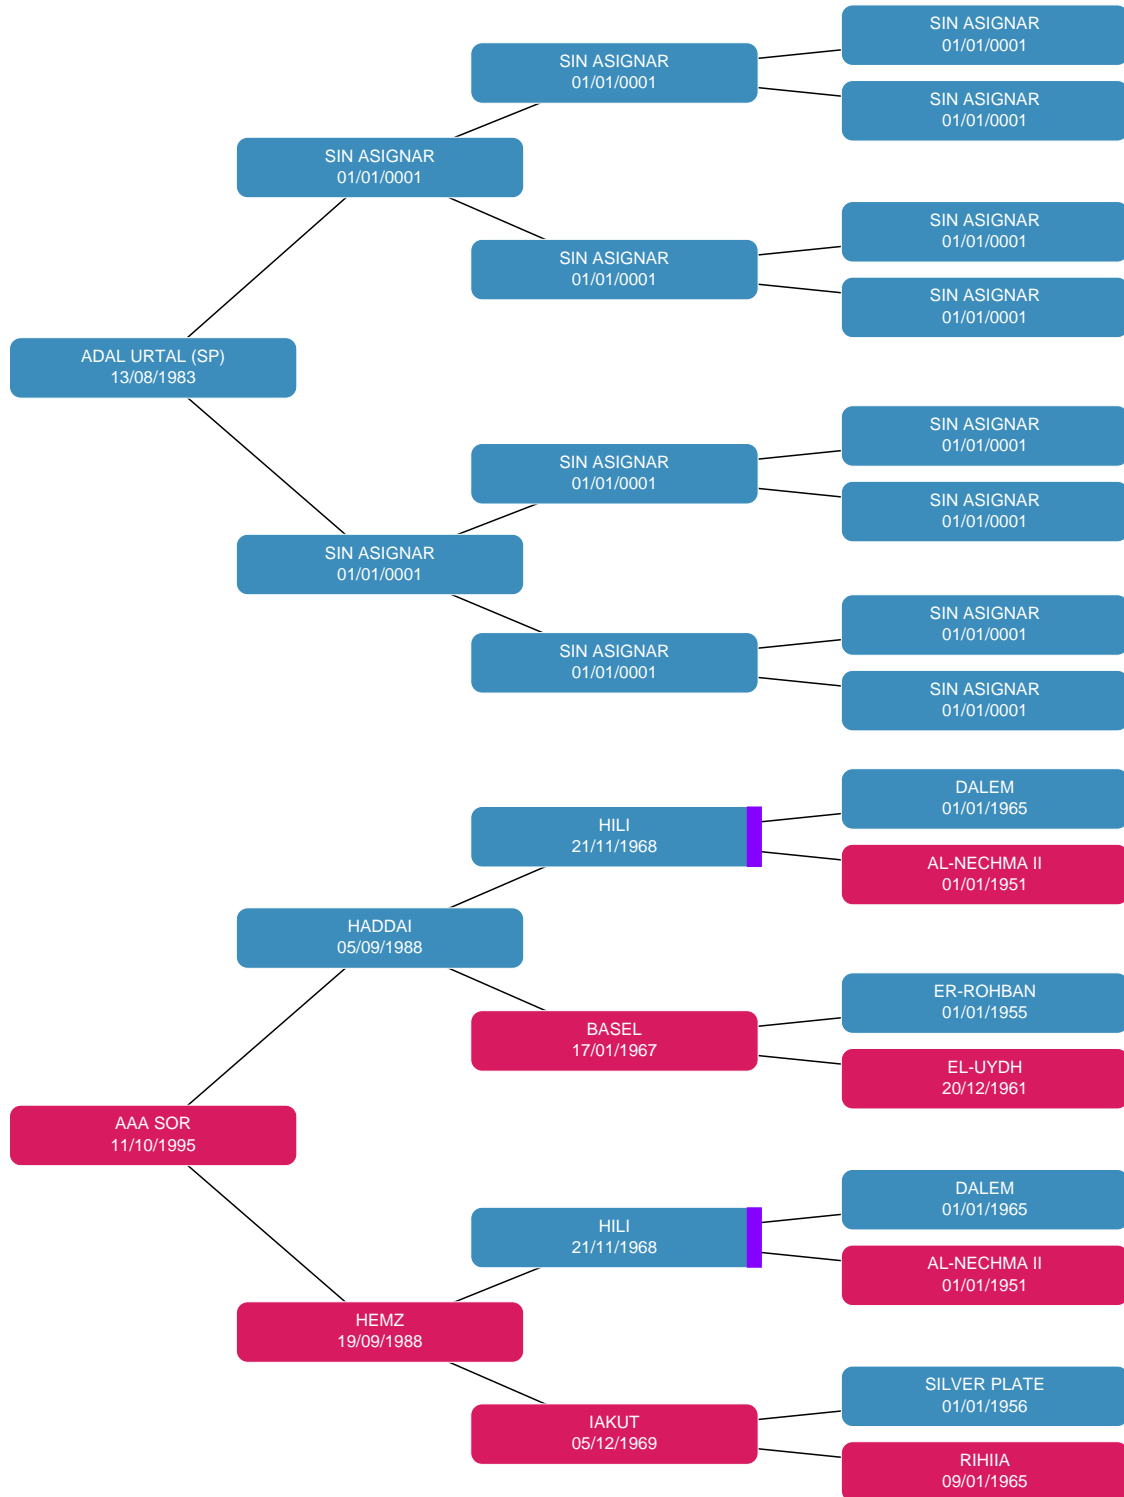 SIN ASIGNAR
01/01/0001
SIN ASIGNAR
01/01/0001
SIN ASIGNAR
01/01/0001
SIN ASIGNAR
01/01/0001
SIN ASIGNAR
01/01/0001
SIN ASIGNAR
01/01/0001
SIN ASIGNAR
01/01/0001
ADAL URTAL (SP)
13/08/1983
SIN ASIGNAR
01/01/0001
SIN ASIGNAR
01/01/0001
SIN ASIGNAR
01/01/0001
SIN ASIGNAR
01/01/0001
SIN ASIGNAR
01/01/0001
SIN ASIGNAR
01/01/0001
SIN ASIGNAR
01/01/0001
DALEM
01/01/1965
HILI
21/11/1968
AL-NECHMA II
01/01/1951
HADDAI
05/09/1988
ER-ROHBAN
01/01/1955
BASEL
17/01/1967
EL-UYDH
20/12/1961
AAA SOR
11/10/1995
DALEM
01/01/1965
HILI
21/11/1968
AL-NECHMA II
01/01/1951
HEMZ
19/09/1988
SILVER PLATE
01/01/1956
IAKUT
05/12/1969
RIHIIA
09/01/1965